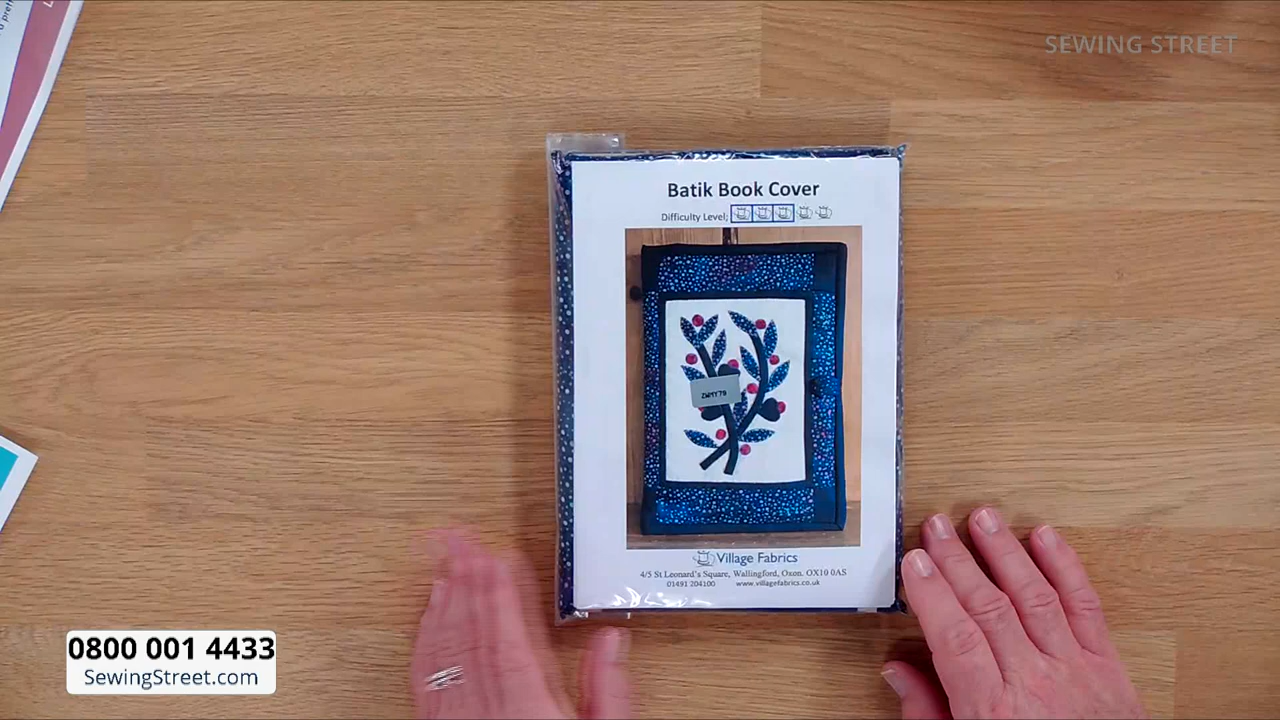 SEWING STREET
Batik Book Cover
Difficulty Level;
ZWMY79
Village Fabrics
4/5 St Leonard's Square, Wallingford, Oxon. OX10 0AS
01491 204100 www.villagefabrics.co.uk
0800 001 4433
SewingStreet.com